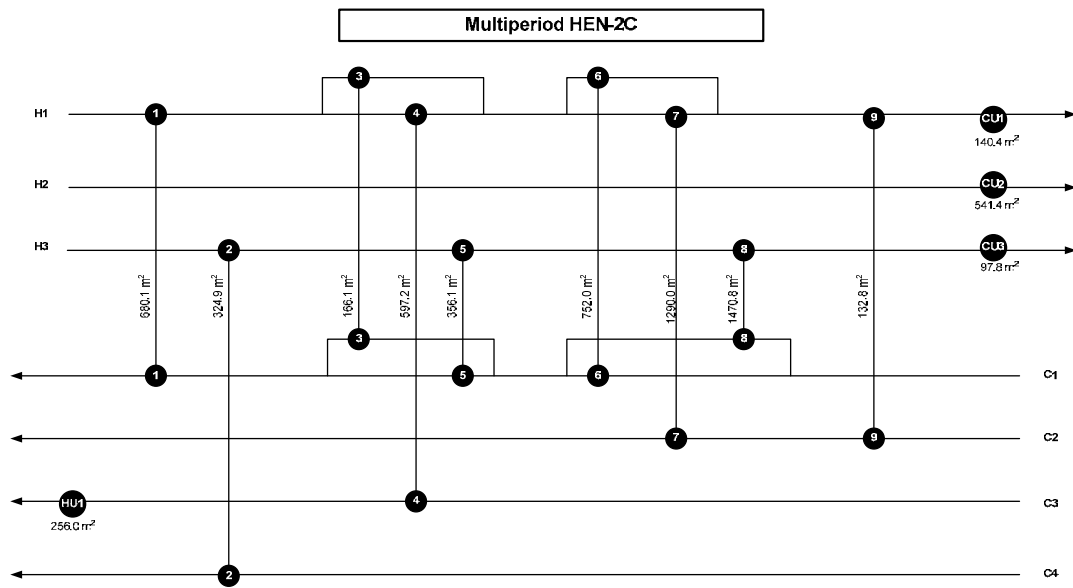 Multiperiod HEN-2C
3
6
H1
1
4
7
9
CU1
140.4 m²
H2
CU2
541.4 m²
H3
2
5
8
CU3
97.8 m²
680.1 m²
324.9 m²
166.1 m²
597.2 m²
356.1 m²
752.0 m²
1290.0 m²
1470.8 m²
132.8 m²
3
8
1
5
6
C1
7
9
C2
HU1
4
C3
256.0 m²
2
C4